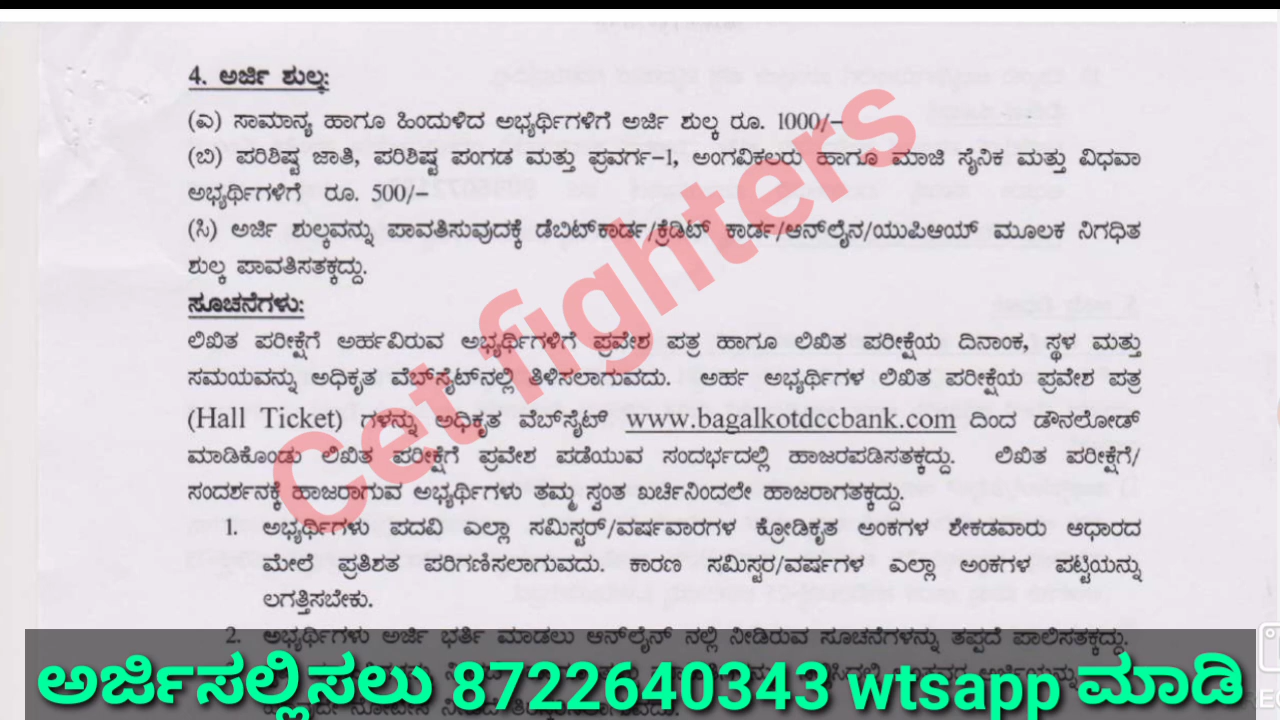 4. ಅರ್ಜಿ ಶುಲ್ಕ:
(ಎ) ಸಾಮಾನ್ಯ ಹಾಗೂ ಹಿಂದುಳಿದ ಅಭ್ಯರ್ಥಿಗಳಿಗೆ ಅರ್ಜಿ ಶುಲ್ಕ ರೂ. 1000/-
(ಬಿ) ಪರಿಶಿಷ್ಟ ಜಾತಿ, ಪರಿಶಿಷ್ಟ ಪಂಗಡ ಮತ್ತು ಪ್ರವರ್ಗ-1, ಅಂಗವಿಕಲರು ಹಾಗೂ ಮಾಜಿ ಸೈನಿಕ ಮತ್ತು ವಿಧವಾ
ಅಭ್ಯರ್ಥಿಗಳಿಗೆ ರೂ. 500/-
(ಸಿ) ಅರ್ಜಿ ಶುಲ್ಕವನ್ನು ಪಾವತಿಸುವುದಕ್ಕೆ ಡೆಬಿಟ್‌ಕಾರ್ಡ/ಕ್ರೆಡಿಟ್ ಕಾರ್ಡ/ಆನ್‌ಲೈನ/ಯುಪಿಆಯ್ ಮೂಲಕ ನಿಗಧಿತ
ಶುಲ್ಕ ಪಾವತಿಸತಕ್ಕದ್ದು.
ಸೂಚನೆಗಳು:
ಲಿಖಿತ ಪರೀಕ್ಷೆಗೆ ಅರ್ಹವಿರುವ ಅಭ್ಯರ್ಥಿಗಳಿಗೆ ಪ್ರವೇಶ ಪತ್ರ ಹಾಗೂ ಲಿಖಿತ ಪರೀಕ್ಷೆಯ ದಿನಾಂಕ, ಸ್ಥಳ ಮತ್ತು
ಸಮಯವನ್ನು ಅಧಿಕೃತ ವೆಬ್‌ಸೈಟ್‌ನಲ್ಲಿ ತಿಳಿಸಲಾಗುವದು. ಅರ್ಹ ಅಭ್ಯರ್ಥಿಗಳ ಲಿಖಿತ ಪರೀಕ್ಷೆಯ ಪ್ರವೇಶ ಪತ್ರ
(Hall Ticket) ಗಳನ್ನು ಅಧಿಕೃತ ವೆಬ್‌ಸೈಟ್ www.bagalkotdccbank.com ದಿಂದ ಡೌನಲೋಡ್
ಮಾಡಿಕೊಂಡು ಲಿಖಿತ ಪರೀಕ್ಷೆಗೆ ಪ್ರವೇಶ ಪಡೆಯುವ ಸಂದರ್ಭದಲ್ಲಿ ಹಾಜರಪಡಿಸತಕ್ಕದ್ದು. ಲಿಖಿತ ಪರೀಕ್ಷೆಗೆ/
ಸಂದರ್ಶನಕ್ಕೆ ಹಾಜರಾಗುವ ಅಭ್ಯರ್ಥಿಗಳು ತಮ್ಮ ಸ್ವಂತ ಖರ್ಚಿನಿಂದಲೇ ಹಾಜರಾಗತಕ್ಕದ್ದು.
1. ಅಭ್ಯರ್ಥಿಗಳು ಪದವಿ ಎಲ್ಲಾ ಸಮಿಸ್ಟರ್/ವರ್ಷವಾರಗಳ ಕ್ರೋಡಿಕೃತ ಅಂಕಗಳ ಶೇಕಡವಾರು ಆಧಾರದ
ಮೇಲೆ ಪ್ರತಿಶತ ಪರಿಗಣಿಸಲಾಗುವದು. ಕಾರಣ ಸಮಿಸ್ಟರ/ವರ್ಷಗಳ ಎಲ್ಲಾ ಅಂಕಗಳ ಪಟ್ಟಿಯನ್ನು
ಲಗತ್ತಿಸಬೇಕು.
2. ಅಭ್ಯರ್ಥಿಗಳು ಅರ್ಜಿ ಭರ್ತಿ ಮಾಡಲು ಆನ್‌ಲೈನ್ ನಲ್ಲಿ ನೀಡಿರುವ ಸೂಚನೆಗಳನ್ನು ತಪ್ಪದೆ ಪಾಲಿಸತಕ್ಕದ್ದು.
ಅರ್ಜಿಸಲ್ಲಿಸಲು 8722640343 wtsapp ಮಾಡಿ
Cet fighters